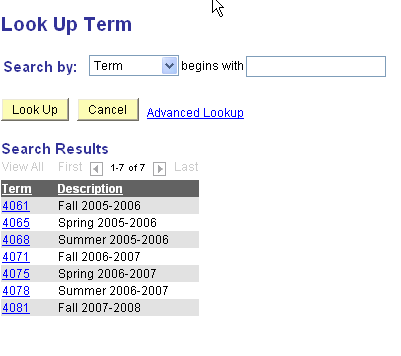 Look Up Term
Search by: Term begins with
Look Up Cancel Advanced Lookup
Search Results
View All First 1-7 of 7 Last
Term Description
4061 Fall 2005-2006
4065 Spring 2005-2006
4068 Summer 2005-2006
4071 Fall 2006-2007
4075 Spring 2006-2007
4078 Summer 2006-2007
4081 Fall 2007-2008